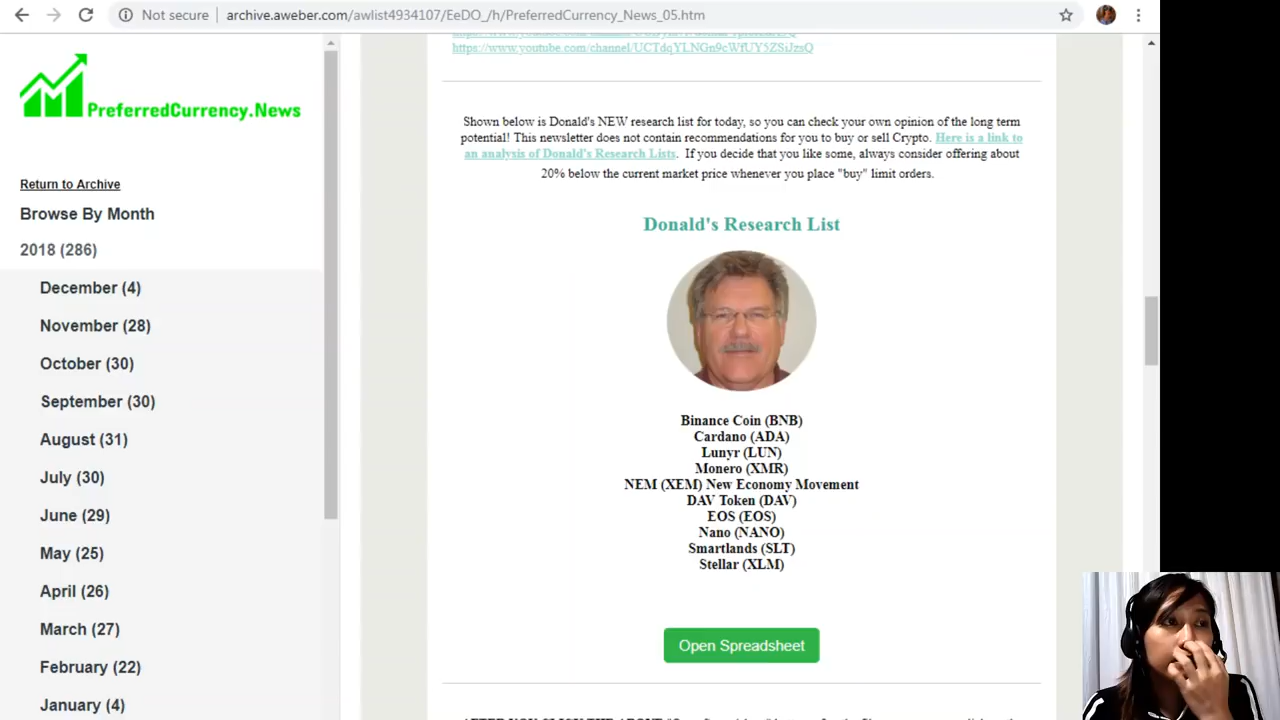 Not secure | archive.aweber.com/awlist4934107/EeDO_/h/PreferredCurrency_News_05.htm
PreferredCurrency.News
Return to Archive
Browse By Month
2018 (286)
December (4)
November (28)
October (30)
September (30)
August (31)
July (30)
June (29)
May (25)
April (26)
March (27)
February (22)
January (4)
https://www.youtube.com/channel/UCTdqYLNGn9cWfUY5ZSiJzsQ
Shown below is Donald's NEW research list for today, so you can check your own opinion of the long term
potential! This newsletter does not contain recommendations for you to buy or sell Crypto. Here is a link to
an analysis of Donald's Research Lists. If you decide that you like some, always consider offering about
20% below the current market price whenever you place "buy" limit orders.
Donald's Research List
Binance Coin (BNB)
Cardano (ADA)
Lunyr (LUN)
Monero (XMR)
NEM (XEM) New Economy Movement
DAV Token (DAV)
EOS (EOS)
Nano (NANO)
Smartlands (SLT)
Stellar (XLM)
Open Spreadsheet